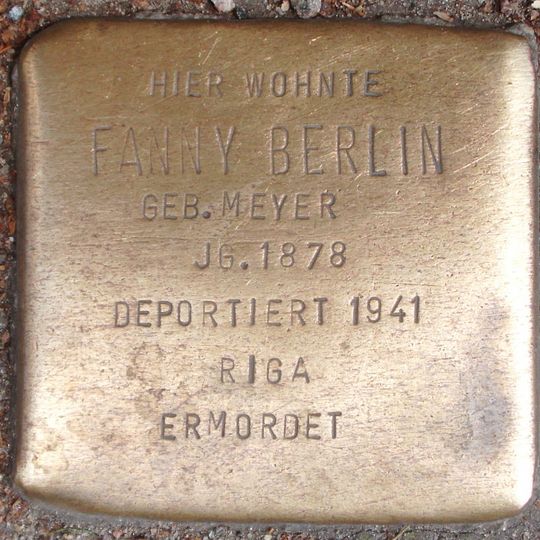 HIER WOHNTE
FANNY BERLIN
GEB. MEYER
JG. 1878
DEPORTIERT 1941
RIGA
ERMORDET